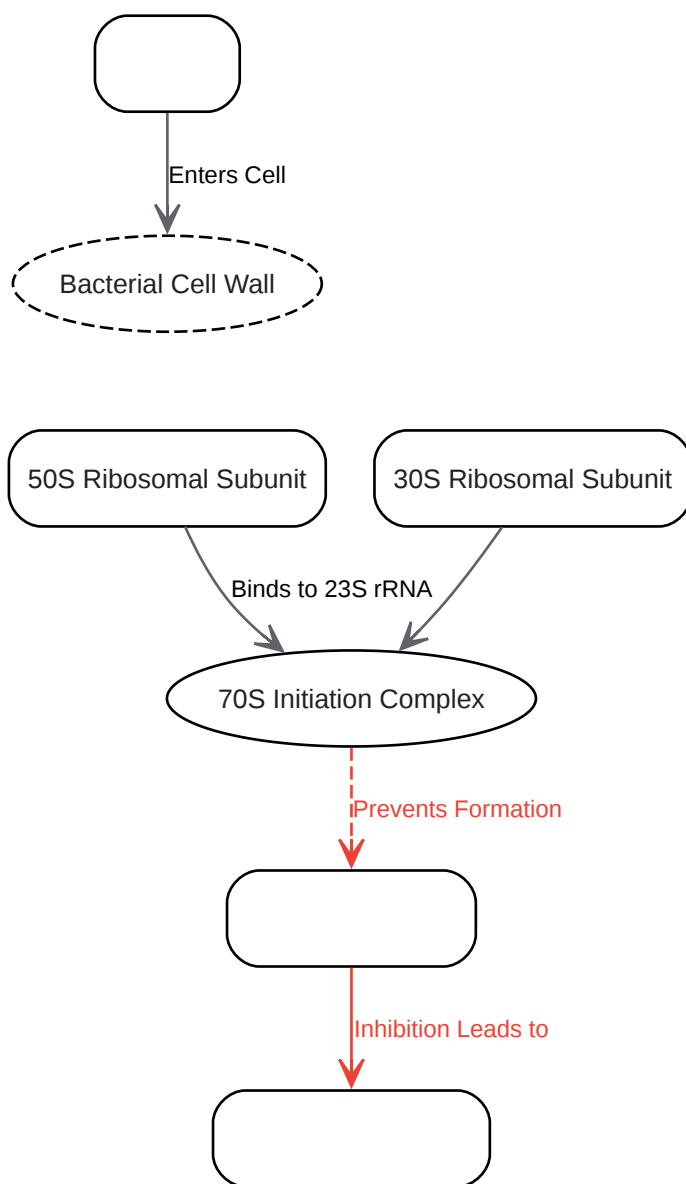 Enters Cell
Bacterial Cell Wall
50S Ribosomal Subunit
30S Ribosomal Subunit
Binds to 23S rRNA
70S Initiation Complex
Prevents Formation
Inhibition Leads to